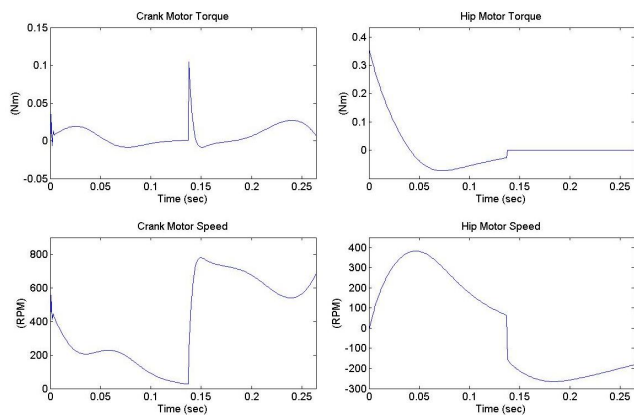 Crank Motor Torque
0.15
0.1
0.05
0
-0.05
(Nm)
0 0.05 0.1 0.15 0.2 0.25
Time (sec)
Hip Motor Torque
0.4
0.3
0.2
0.1
0
-0.1
(Nm)
0 0.05 0.1 0.15 0.2 0.25
Time (sec)
Crank Motor Speed
800
600
400
200
0
(RPM)
0 0.05 0.1 0.15 0.2 0.25
Time (sec)
Hip Motor Speed
400
300
200
100
0
-100
-200
-300
(RPM)
0 0.05 0.1 0.15 0.2 0.25
Time (sec)